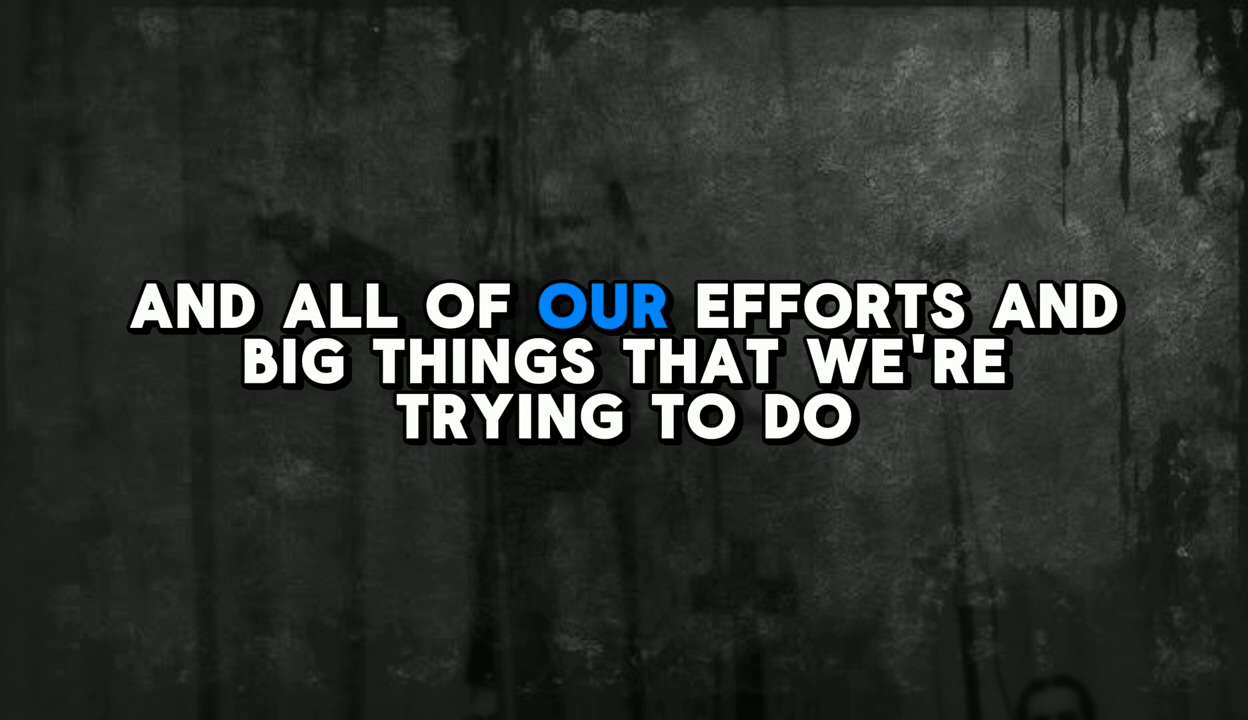 AND ALL OF OUR EFFORTS AND
BIG THINGS THAT WE'RE
TRYING TO DO